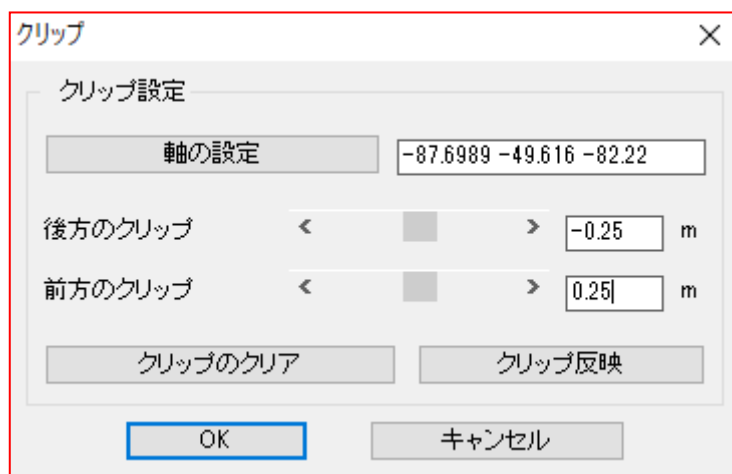 クリップ
クリップ設定
軸の設定 -87.6989 -49.616 -82.22
後方のクリップ < > -0.25 m
前方のクリップ < > 0.25 m
クリップのクリア クリップ反映
OK キャンセル